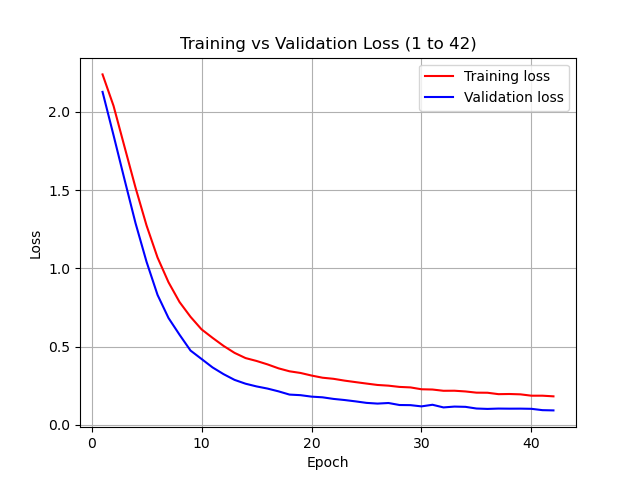 Training vs Validation Loss (1 to 42)
Training loss
Validation loss
2.0
1.5
1.0
0.5
0.0
Loss
0 10 20 30 40
Epoch